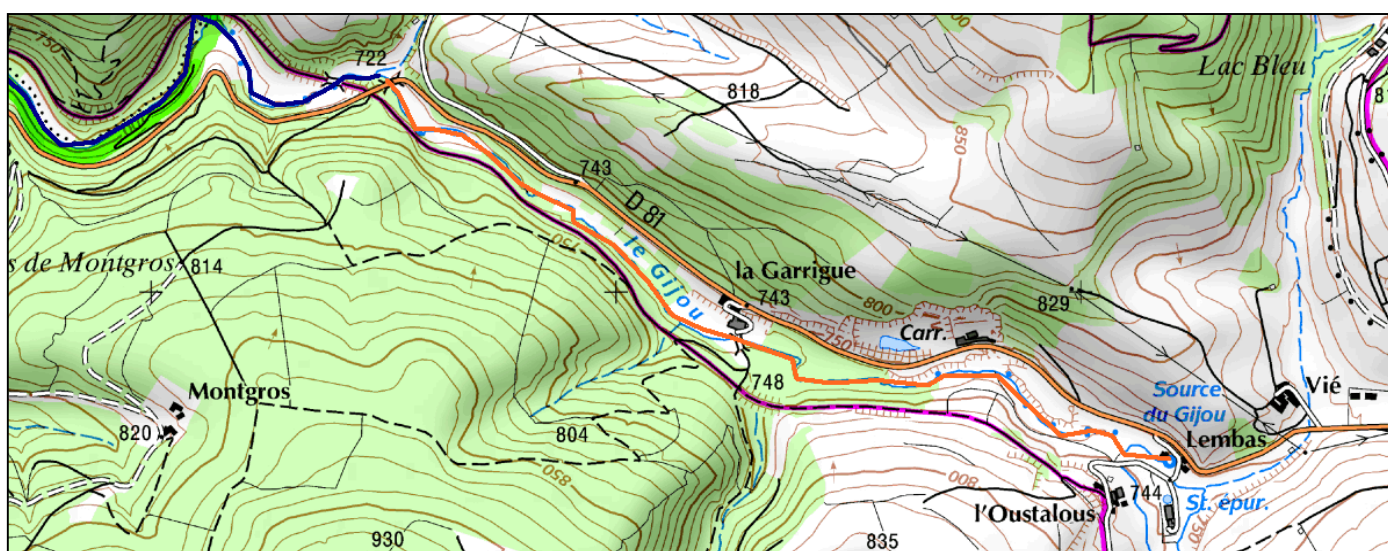 750
722
818
Lac Bleu
81
850
743
D 81
750
s de Montgros
814
le Gijou
la Garrigue
743
800
829
750
Carr.
Montgros
748
Source
du Gijou
Vié
820
804
Lembas
850
800
744
l'Oustalous
St. épur.
750
930
835